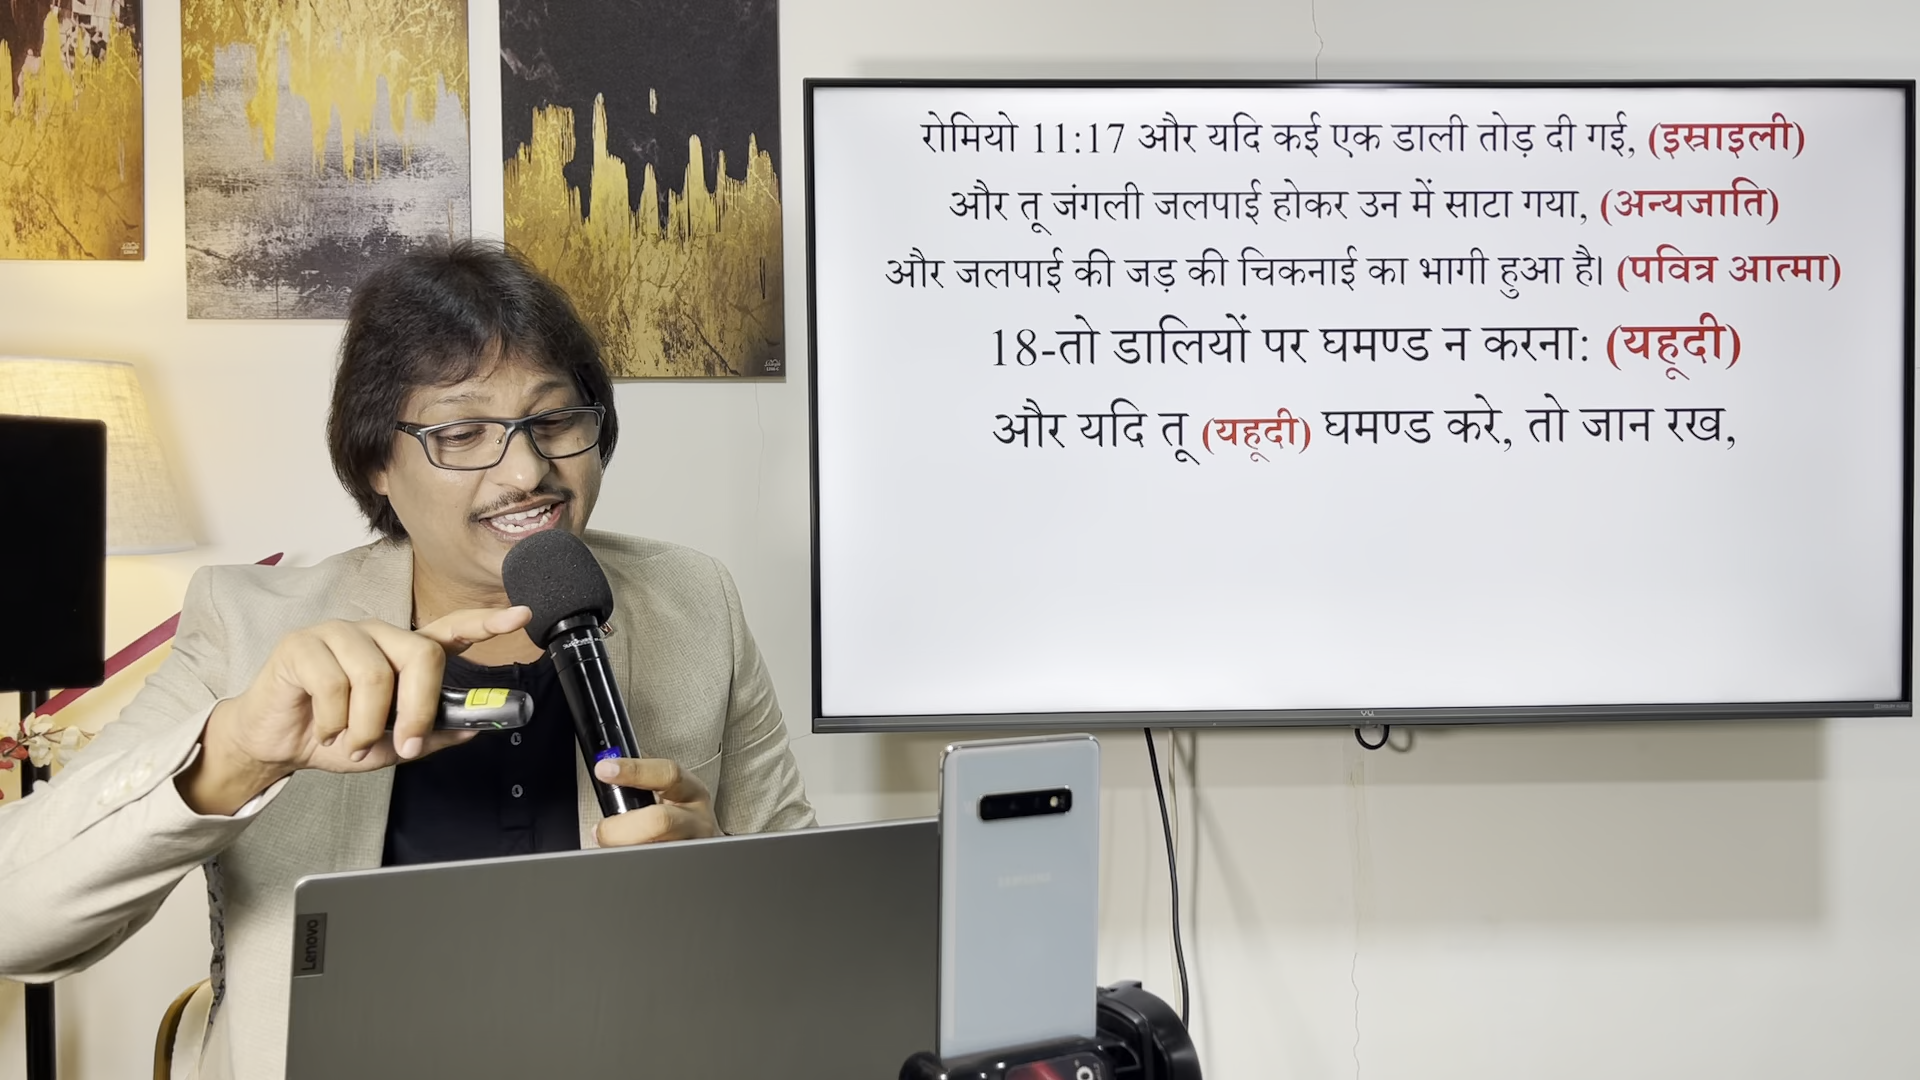 रोमियो 11:17 और यदि कई एक डाली तोड़ दी गई, (इस्राइली)
और तू जंगली जलपाई होकर उन में साटा गया, (अन्यजाति)
और जलपाई की जड़ की चिकनाई का भागी हुआ है। (पवित्र आत्मा)
18-तो डालियों पर घमण्ड न करना: (यहूदी)
और यदि तू (यहूदी) घमण्ड करे, तो जान रख,
Lenovo
SAMSUNG